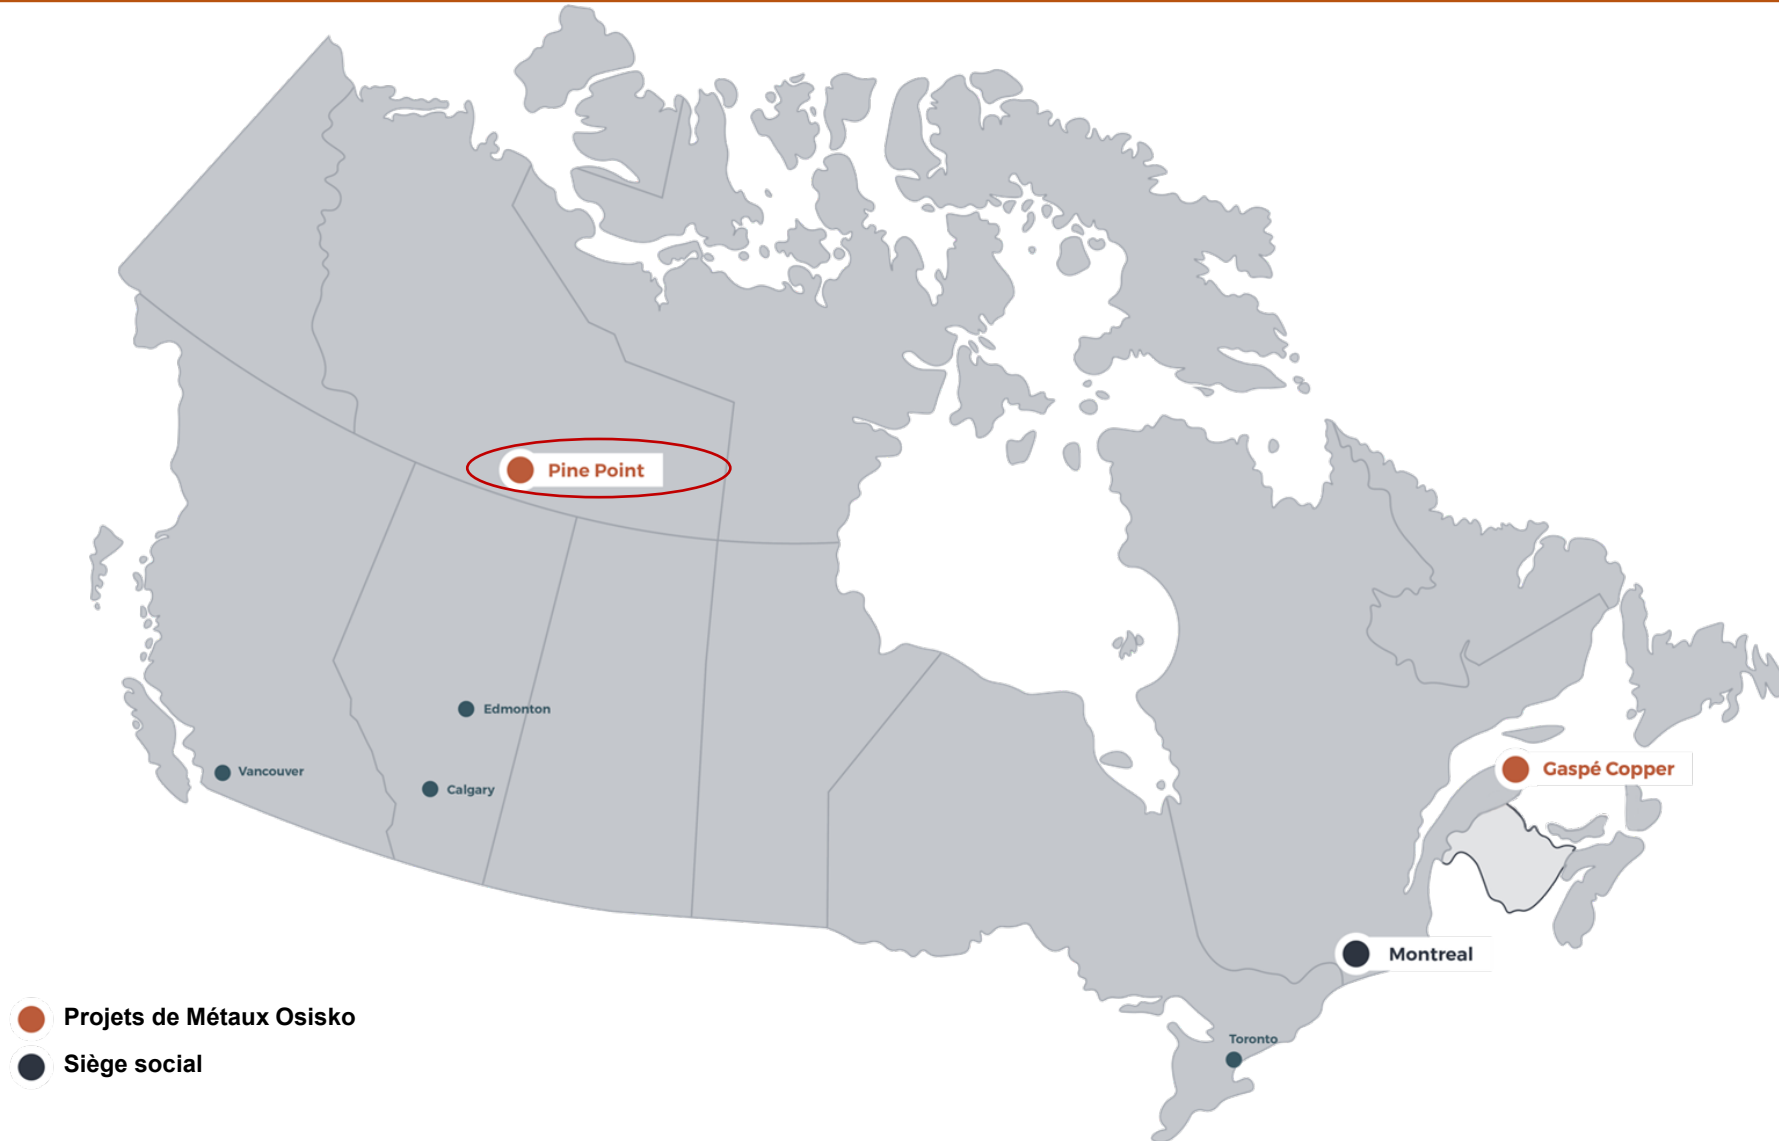 Pine Point
Edmonton
Vancouver
Calgary
Gaspé Copper
Montreal
Toronto
Projets de Métaux Osisko
Siège social